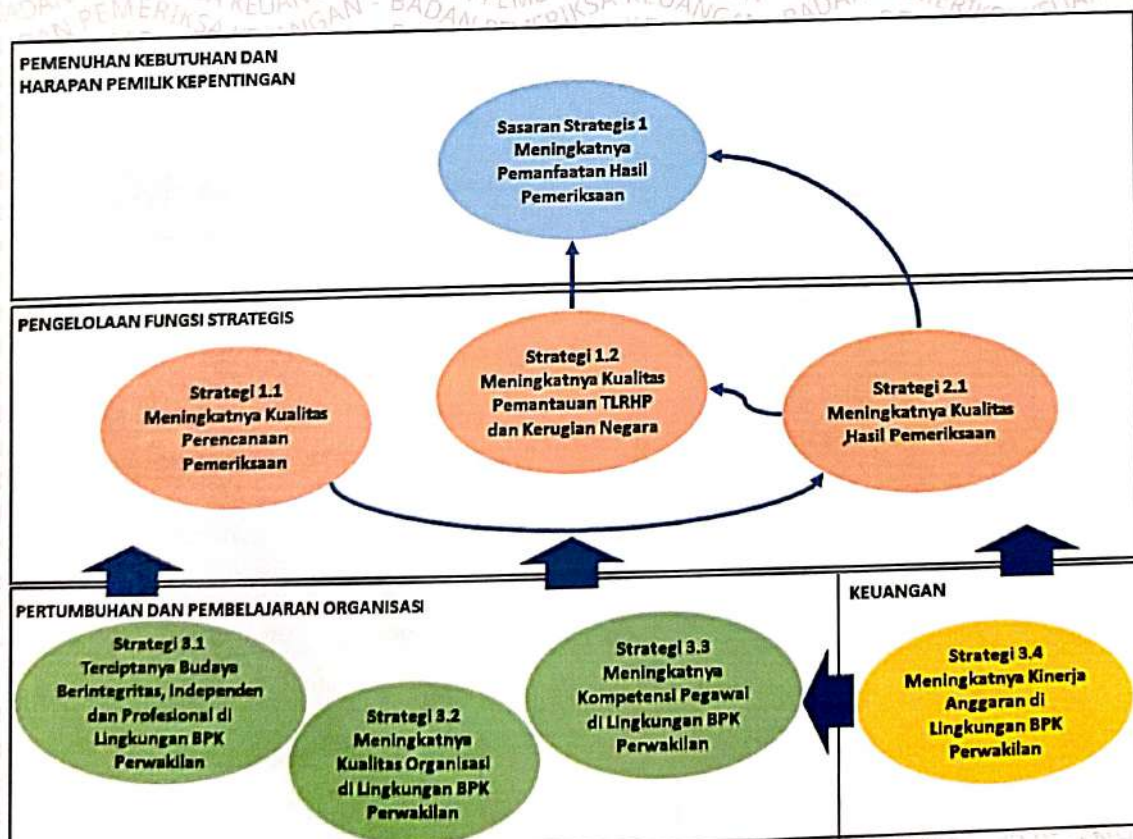 PEMENUHAN KEBUTUHAN DAN
HARAPAN PEMILIK KEPENTINGAN
Sasaran Strategis 1
Meningkatnya
Pemanfaatan Hasil
Pemeriksaan
PENGELOLAAN FUNGSI STRATEGIS
Strategi 1.1
Meningkatnya Kualitas
Perencanaan
Pemeriksaan
Strategi 1.2
Meningkatnya Kualitas
Pemantauan TLRHP
dan Kerugian Negara
Strategi 2.1
Meningkatnya Kualitas
Hasil Pemeriksaan
PERTUMBUHAN DAN PEMBELAJARAN ORGANISASI
Strategi 3.1
Terciptanya Budaya
Berintegritas, Independen
dan Profesional di
Lingkungan BPK
Perwakilan
Strategi 3.2
Meningkatnya
Kualitas Organisasi
di Lingkungan BPK
Perwakilan
Strategi 3.3
Meningkatnya
Kompetensi Pegawai
di Lingkungan BPK
Perwakilan
KEUANGAN
Strategi 3.4
Meningkatnya Kinerja
Anggaran di
Lingkungan BPK
Perwakilan